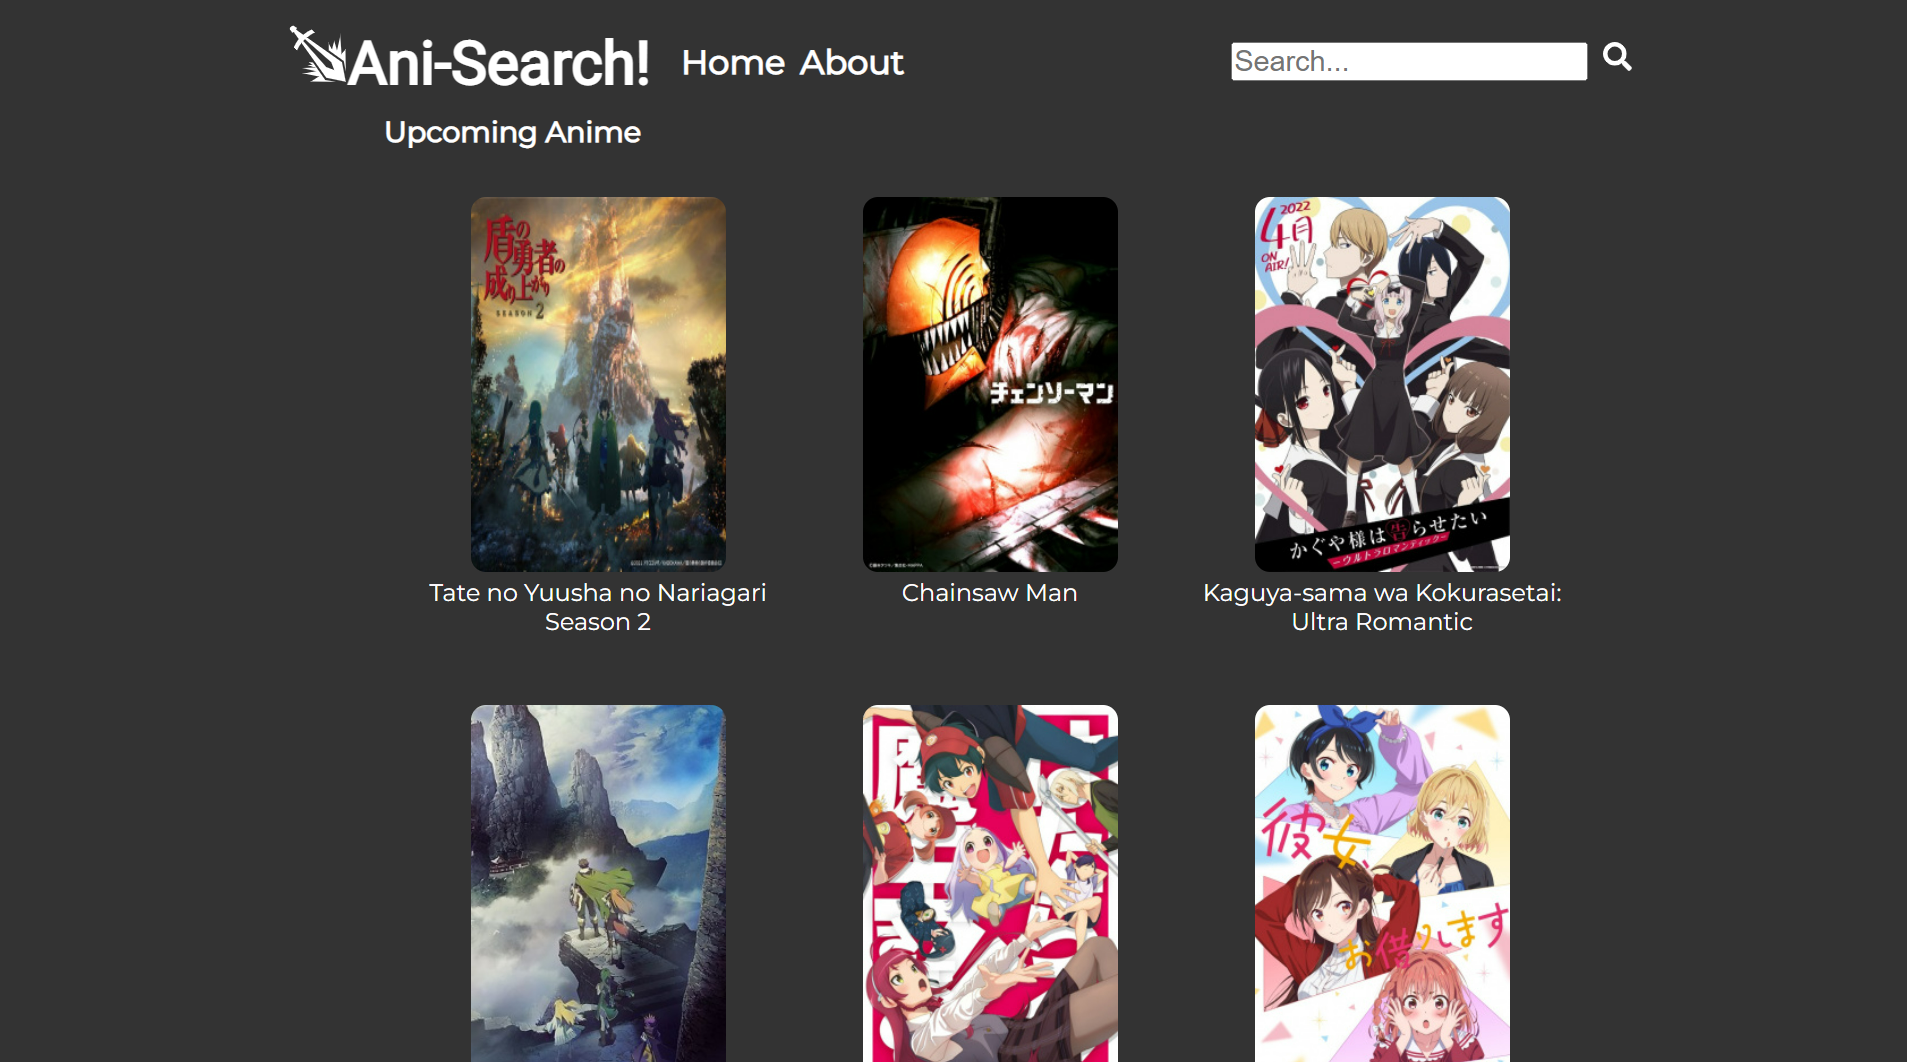 Ani-Search!
Home About
Search...
Upcoming Anime
盾の
勇者の
成り上がり
SEASON 2
チェンソーマン
2022
4月
ON
AIR!
かぐや様は告らせたい
ーウルトラロマンティックー
Tate no Yuusha no Nariagari
Season 2
Chainsaw Man
Kaguya-sama wa Kokurasetai:
Ultra Romantic
彼女、
お借りします